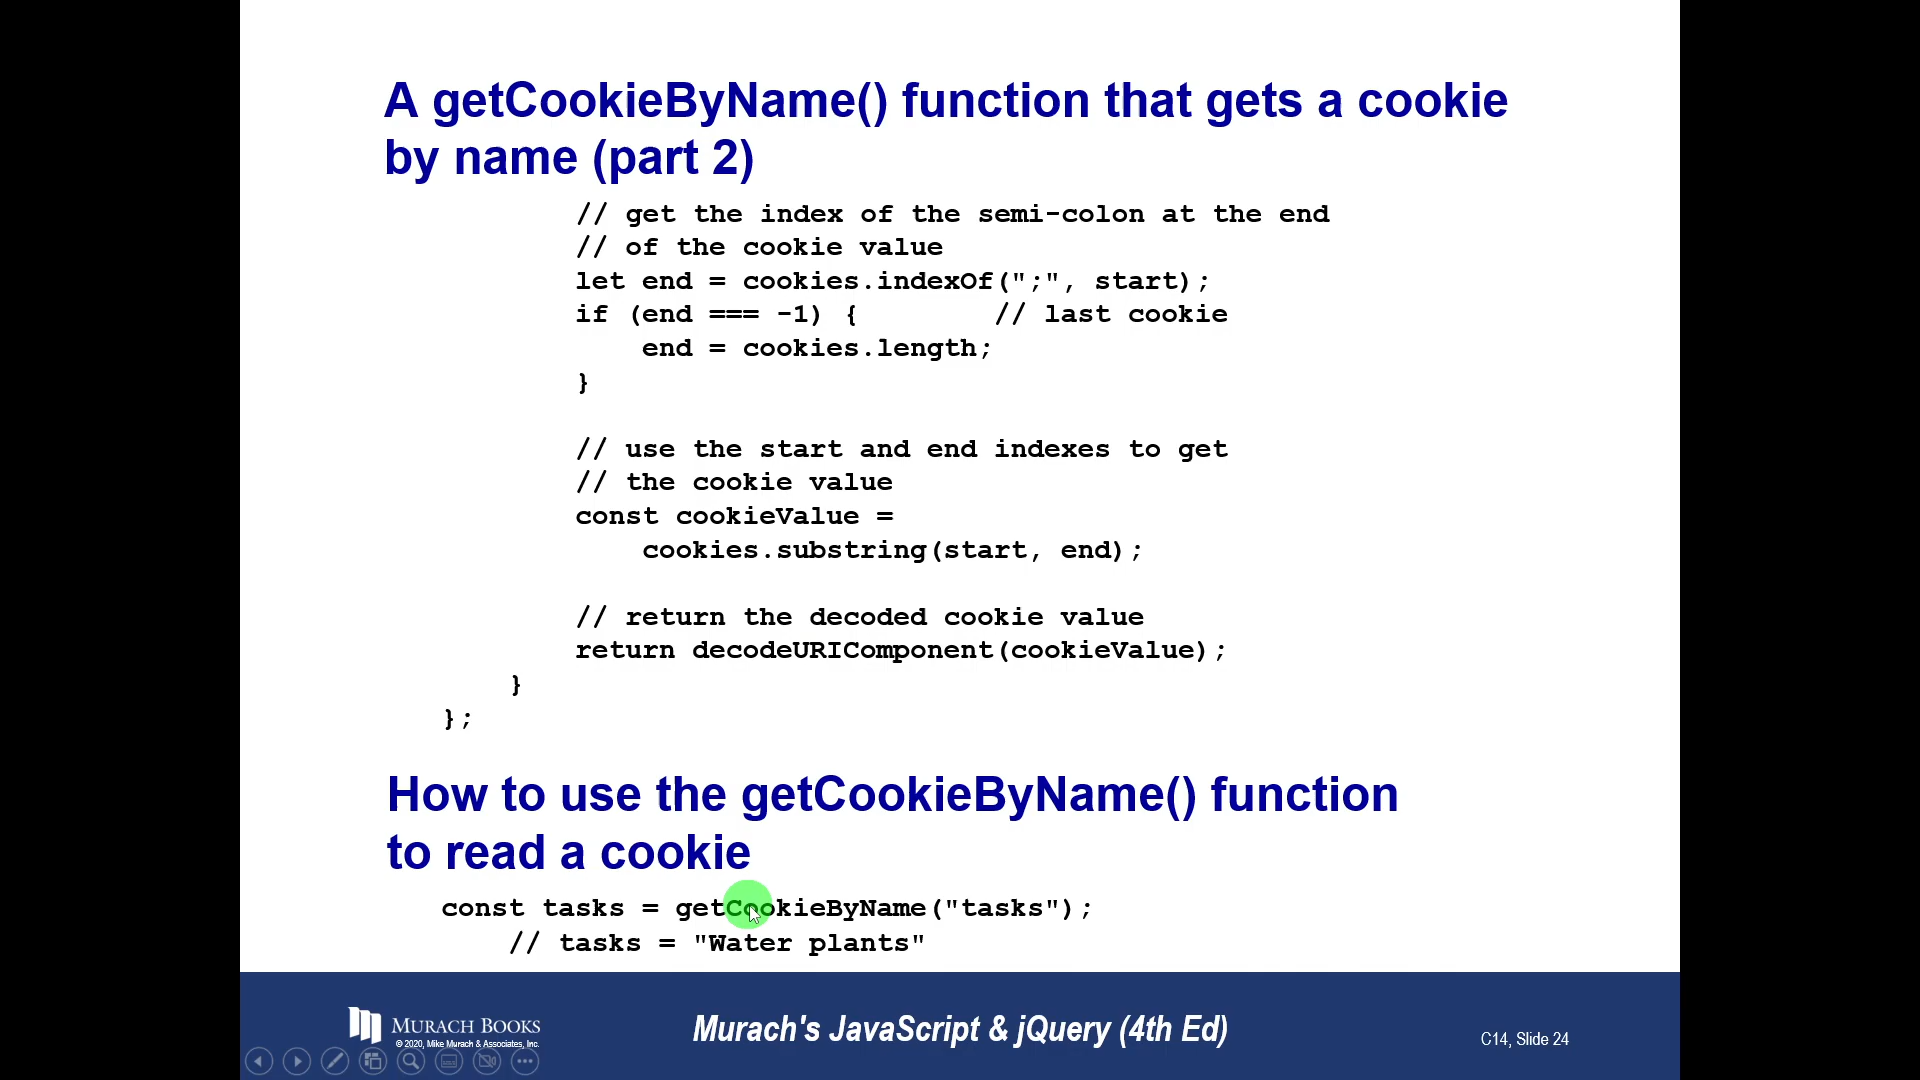 A getCookieByName() function that gets a cookie
by name (part 2)
// get the index of the semi-colon at the end
// of the cookie value
let end = cookies.indexOf(";", start);
if (end === -1) {        // last cookie
    end = cookies.length;
}
// use the start and end indexes to get
// the cookie value
const cookieValue =
    cookies.substring(start, end);
// return the decoded cookie value
return decodeURIComponent(cookieValue);
}
};
How to use the getCookieByName() function
to read a cookie
const tasks = getCookieByName("tasks");
// tasks = "Water plants"
MURACH BOOKS
© 2020, Mike Murach & Associates, Inc.
Murach's JavaScript & jQuery (4th Ed)
C14, Slide 24